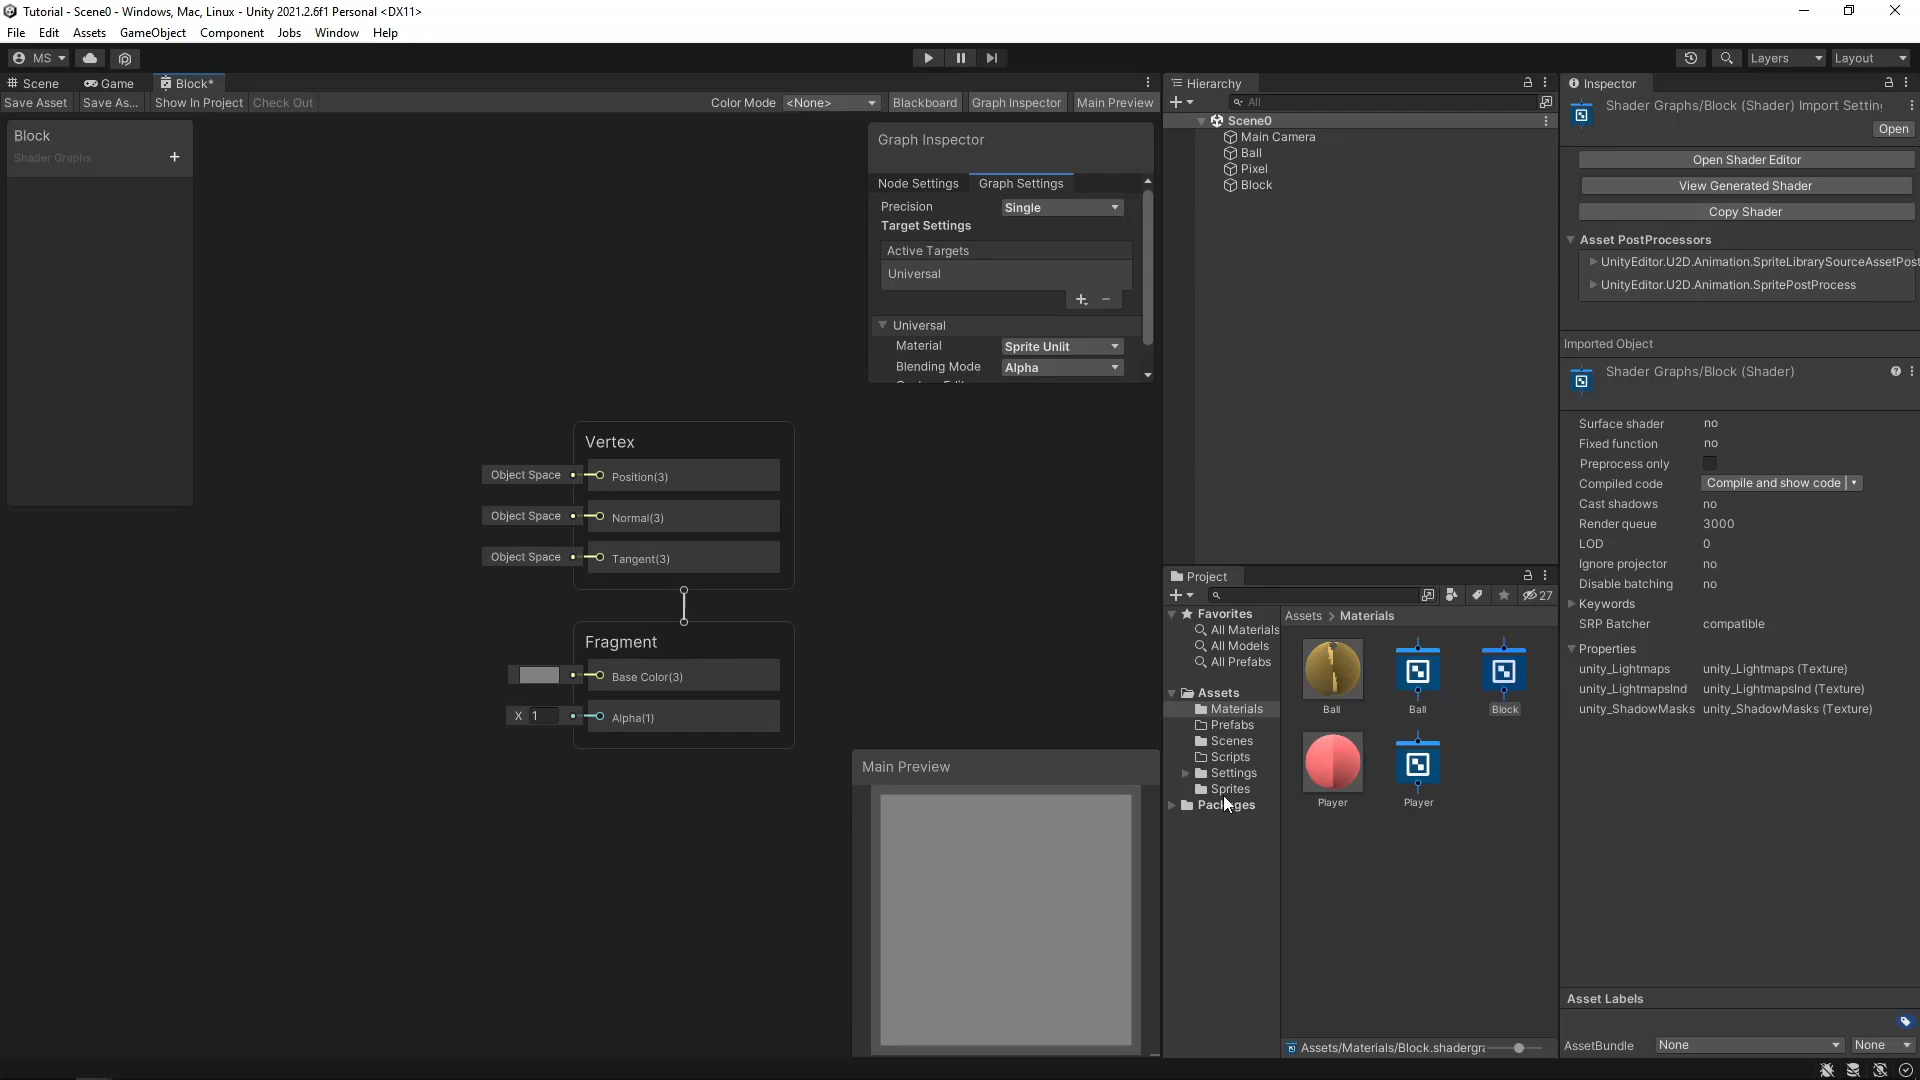 Tutorial - Scene0 - Windows, Mac, Linux - Unity 2021.2.6f1 Personal <DX11>
File Edit Assets GameObject Component Jobs Window Help
MS
Layers
Layout
Scene
Game
Block*
Save Asset
Save As...
Show In Project
Check Out
Color Mode
<None>
Blackboard
Graph Inspector
Main Preview
Block
Shader Graphs
+
Graph Inspector
Node Settings
Graph Settings
Precision
Single
Target Settings
Active Targets
Universal
Universal
Material
Sprite Unlit
Blending Mode
Alpha
Vertex
Object Space
Position(3)
Object Space
Normal(3)
Object Space
Tangent(3)
Fragment
Base Color(3)
X 1
Alpha(1)
Main Preview
Hierarchy
All
Scene0
Main Camera
Ball
Pixel
Block
Project
27
Favorites
All Materials
All Models
All Prefabs
Assets
Materials
Prefabs
Scenes
Scripts
Settings
Sprites
Packages
Assets > Materials
Ball
Ball
Block
Player
Player
Assets/Materials/Block.shadergra
Inspector
Shader Graphs/Block (Shader) Import Settin
Open
Open Shader Editor
View Generated Shader
Copy Shader
Asset PostProcessors
UnityEditor.U2D.Animation.SpriteLibrarySourceAssetPost
UnityEditor.U2D.Animation.SpritePostProcess
Imported Object
Shader Graphs/Block (Shader)
Surface shader no
Fixed function no
Preprocess only
Compiled code Compile and show code
Cast shadows no
Render queue 3000
LOD 0
Ignore projector no
Disable batching no
Keywords
SRP Batcher compatible
Properties
unity_Lightmaps unity_Lightmaps (Texture)
unity_LightmapsInd unity_LightmapsInd (Texture)
unity_ShadowMasks unity_ShadowMasks (Texture)
Asset Labels
AssetBundle None None